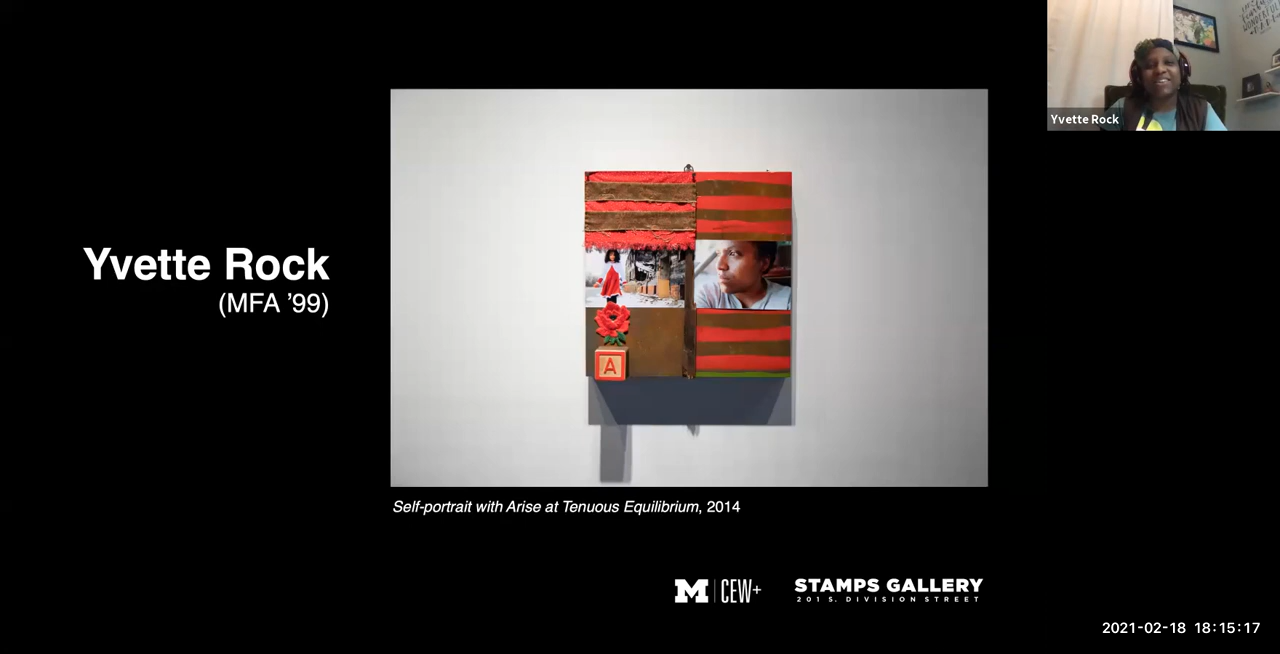 Yvette Rock
Yvette Rock
(MFA ’99)
A
Self-portrait with Arise at Tenuous Equilibrium, 2014
M CEW+
STAMPS GALLERY
201 S. DIVISION STREET
2021-02-18 18:15:17